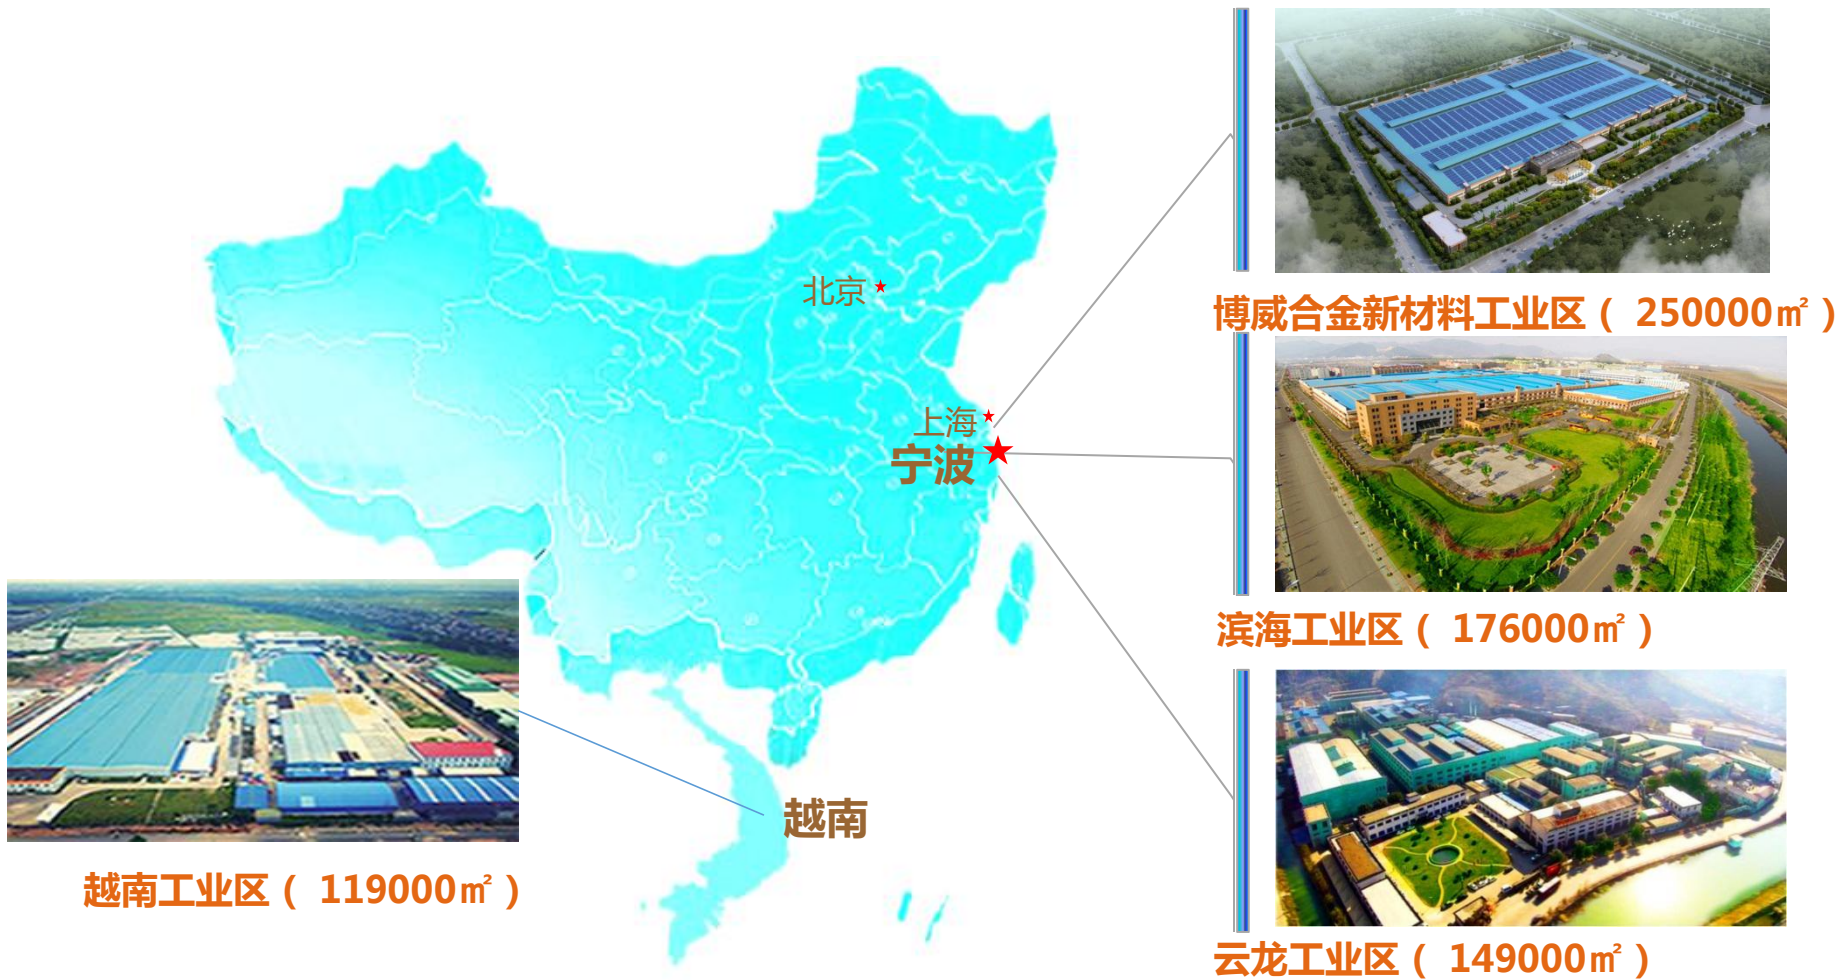 北京
上海
宁波
越南
博威合金新材料工业区（ 250000㎡ ）
滨海工业区（ 176000㎡ ）
云龙工业区（ 149000㎡ ）
越南工业区（ 119000㎡ ）